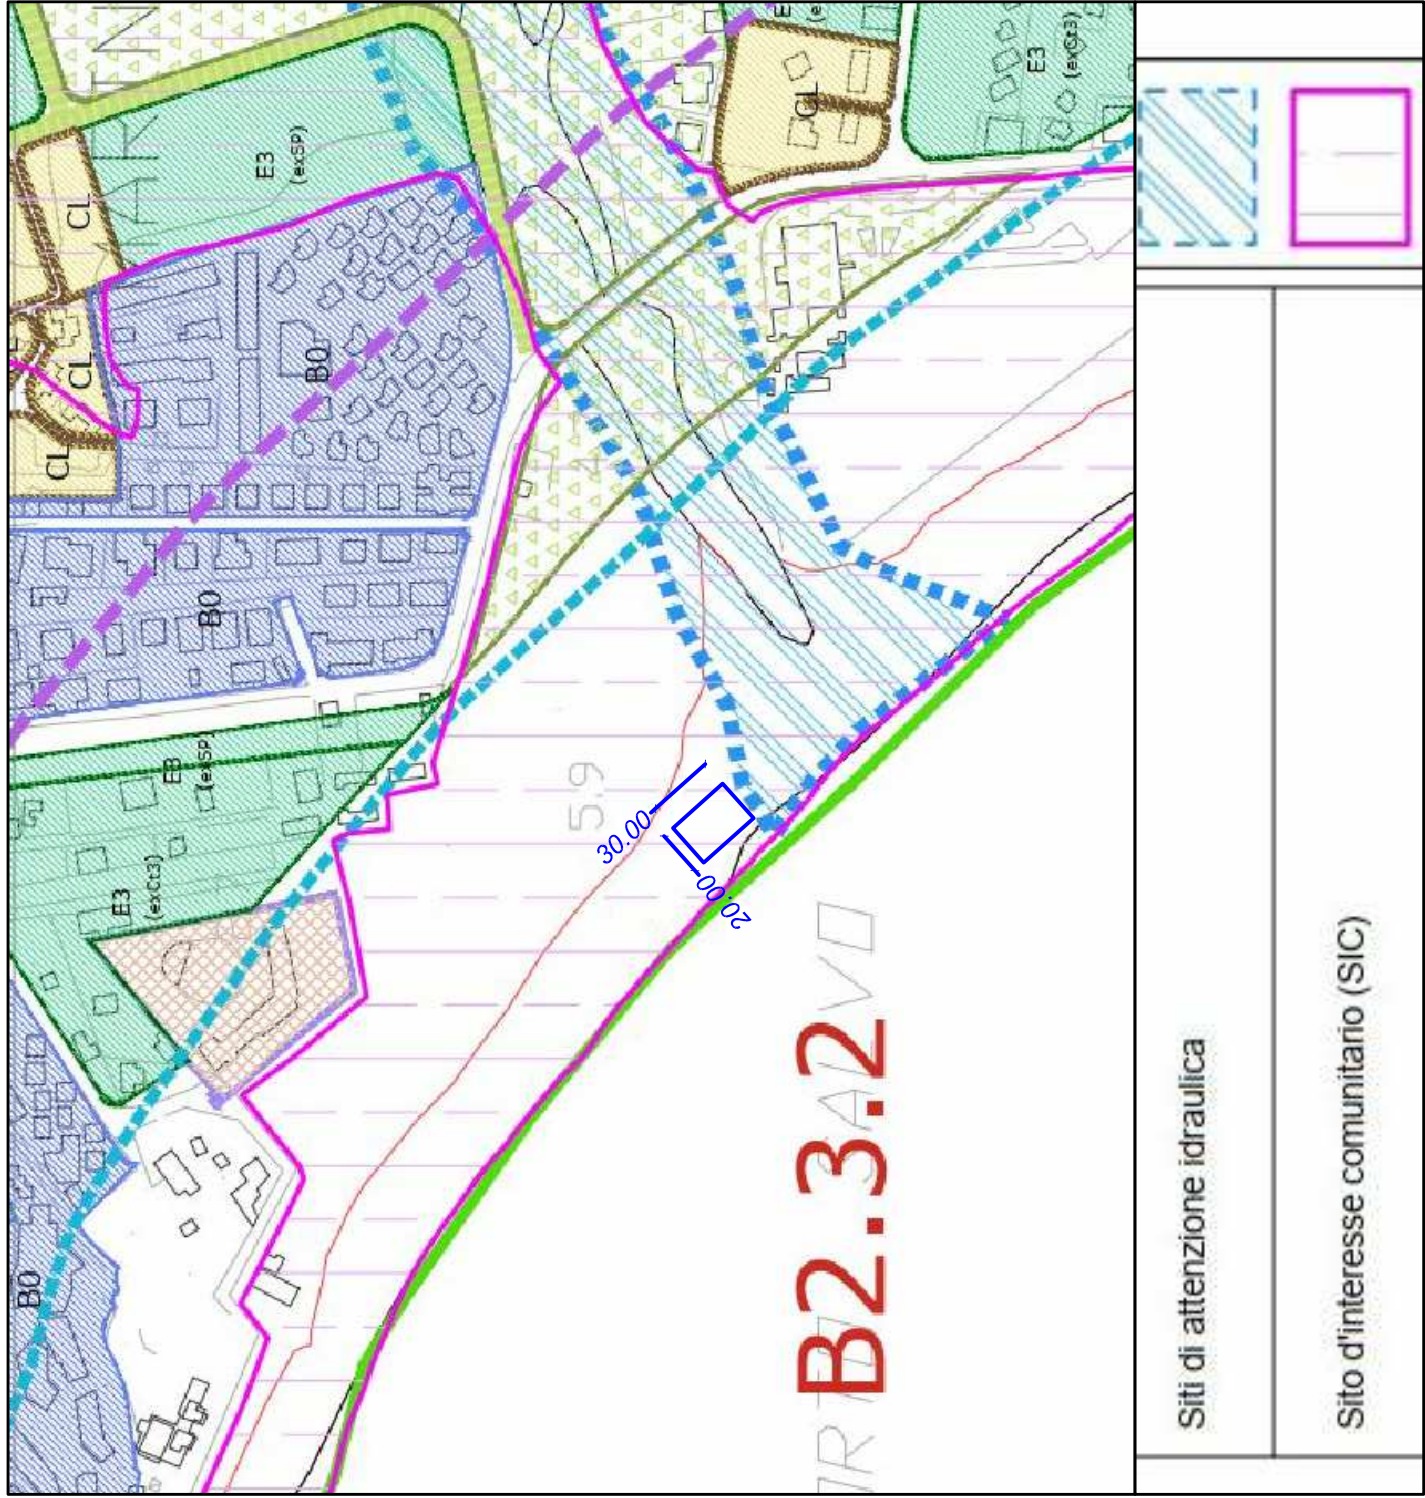 E3
(exSP)
CL
CL
CL
B0
B0
E3
(exSP)
E3
(exCt3)
B0
CL
E3
(exCt3)
5.9
30.00
20.00
B2.3.2
Siti di attenzione idraulica
Sito d'interesse comunitario (SIC)